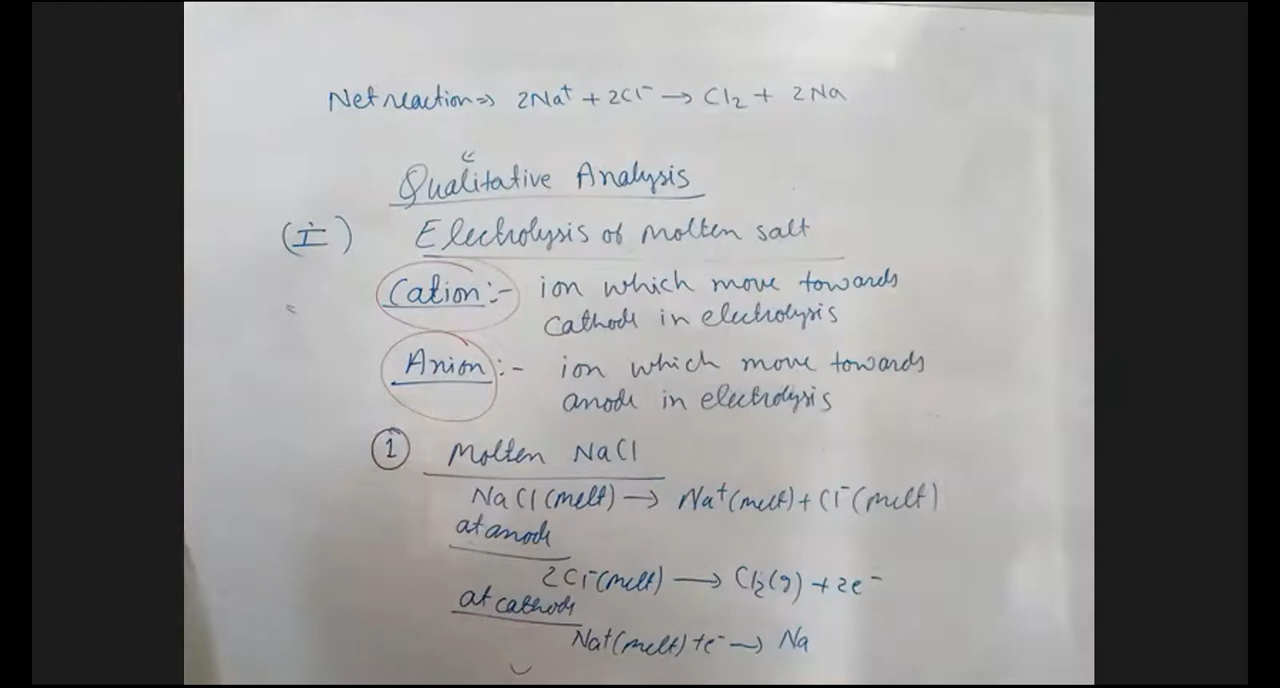 Net reaction => 2Na⁺ + 2Cl⁻ → Cl₂ + 2Na
Qualitative Analysis
(I) Electrolysis of molten salt
Cation :- ion which move towards
cathode in electrolysis
Anion :- ion which move towards
anode in electrolysis
① Molten NaCl
NaCl (melt) → Na⁺(melt) + Cl⁻(melt)
at anode
2Cl⁻(melt) → Cl₂(g) + 2e⁻
at cathode
Na⁺(melt) + e⁻ → Na